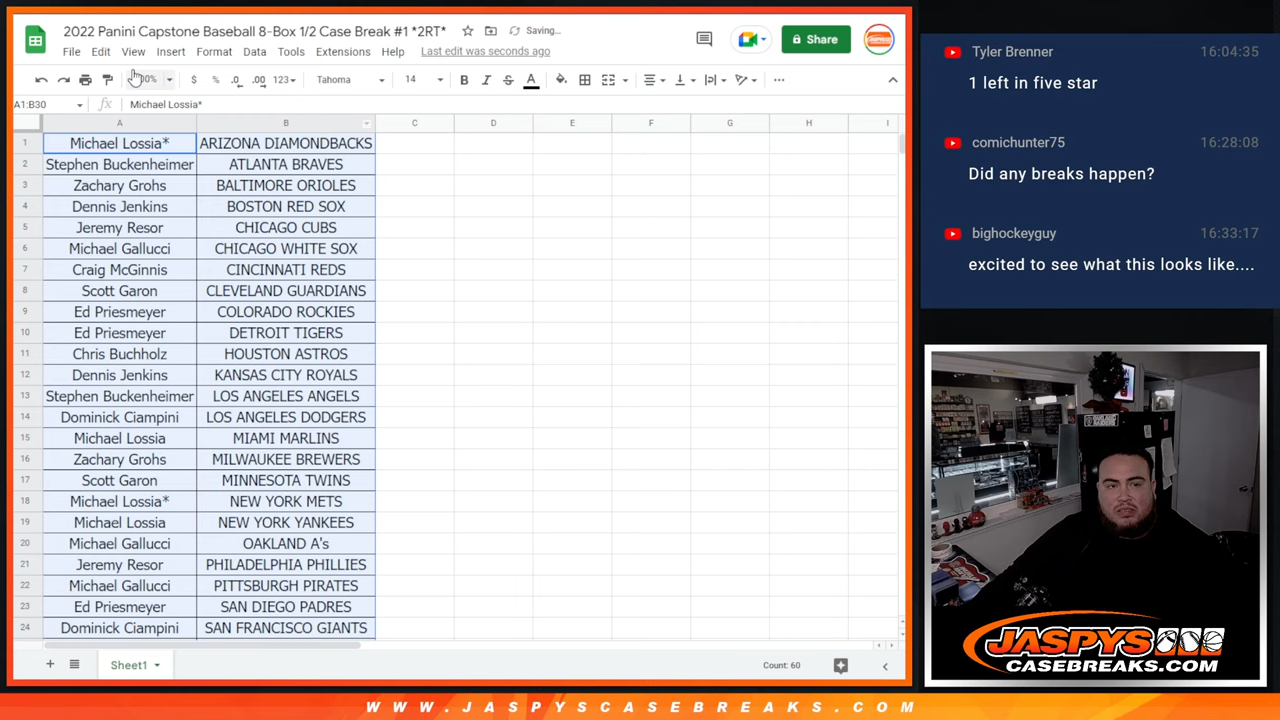 2022 Panini Capstone Baseball 8-Box 1/2 Case Break #1 *2RT*
Saving...
File Edit View Insert Format Data Tools Extensions Help Last edit was seconds ago
Share
$ % .0 .00 123 Tahoma 14 B I S A
A1:B30 fx Michael Lossia*
A B C D E F G H I
1 Michael Lossia* ARIZONA DIAMONDBACKS
2 Stephen Buckenheimer ATLANTA BRAVES
3 Zachary Grohs BALTIMORE ORIOLES
4 Dennis Jenkins BOSTON RED SOX
5 Jeremy Resor CHICAGO CUBS
6 Michael Gallucci CHICAGO WHITE SOX
7 Craig McGinnis CINCINNATI REDS
8 Scott Garon CLEVELAND GUARDIANS
9 Ed Priesmeyer COLORADO ROCKIES
10 Ed Priesmeyer DETROIT TIGERS
11 Chris Buchholz HOUSTON ASTROS
12 Dennis Jenkins KANSAS CITY ROYALS
13 Stephen Buckenheimer LOS ANGELES ANGELS
14 Dominick Ciampini LOS ANGELES DODGERS
15 Michael Lossia MIAMI MARLINS
16 Zachary Grohs MILWAUKEE BREWERS
17 Scott Garon MINNESOTA TWINS
18 Michael Lossia* NEW YORK METS
19 Michael Lossia NEW YORK YANKEES
20 Michael Gallucci OAKLAND A's
21 Jeremy Resor PHILADELPHIA PHILLIES
22 Michael Gallucci PITTSBURGH PIRATES
23 Ed Priesmeyer SAN DIEGO PADRES
24 Dominick Ciampini SAN FRANCISCO GIANTS
Sheet1
Count: 60
Tyler Brenner 16:04:35
1 left in five star
comichunter75 16:28:08
Did any breaks happen?
bighockeyguy 16:33:17
excited to see what this looks like....
JASPYS
CASEBREAKS.COM
WWW.JASPYSCASEBREAKS.COM